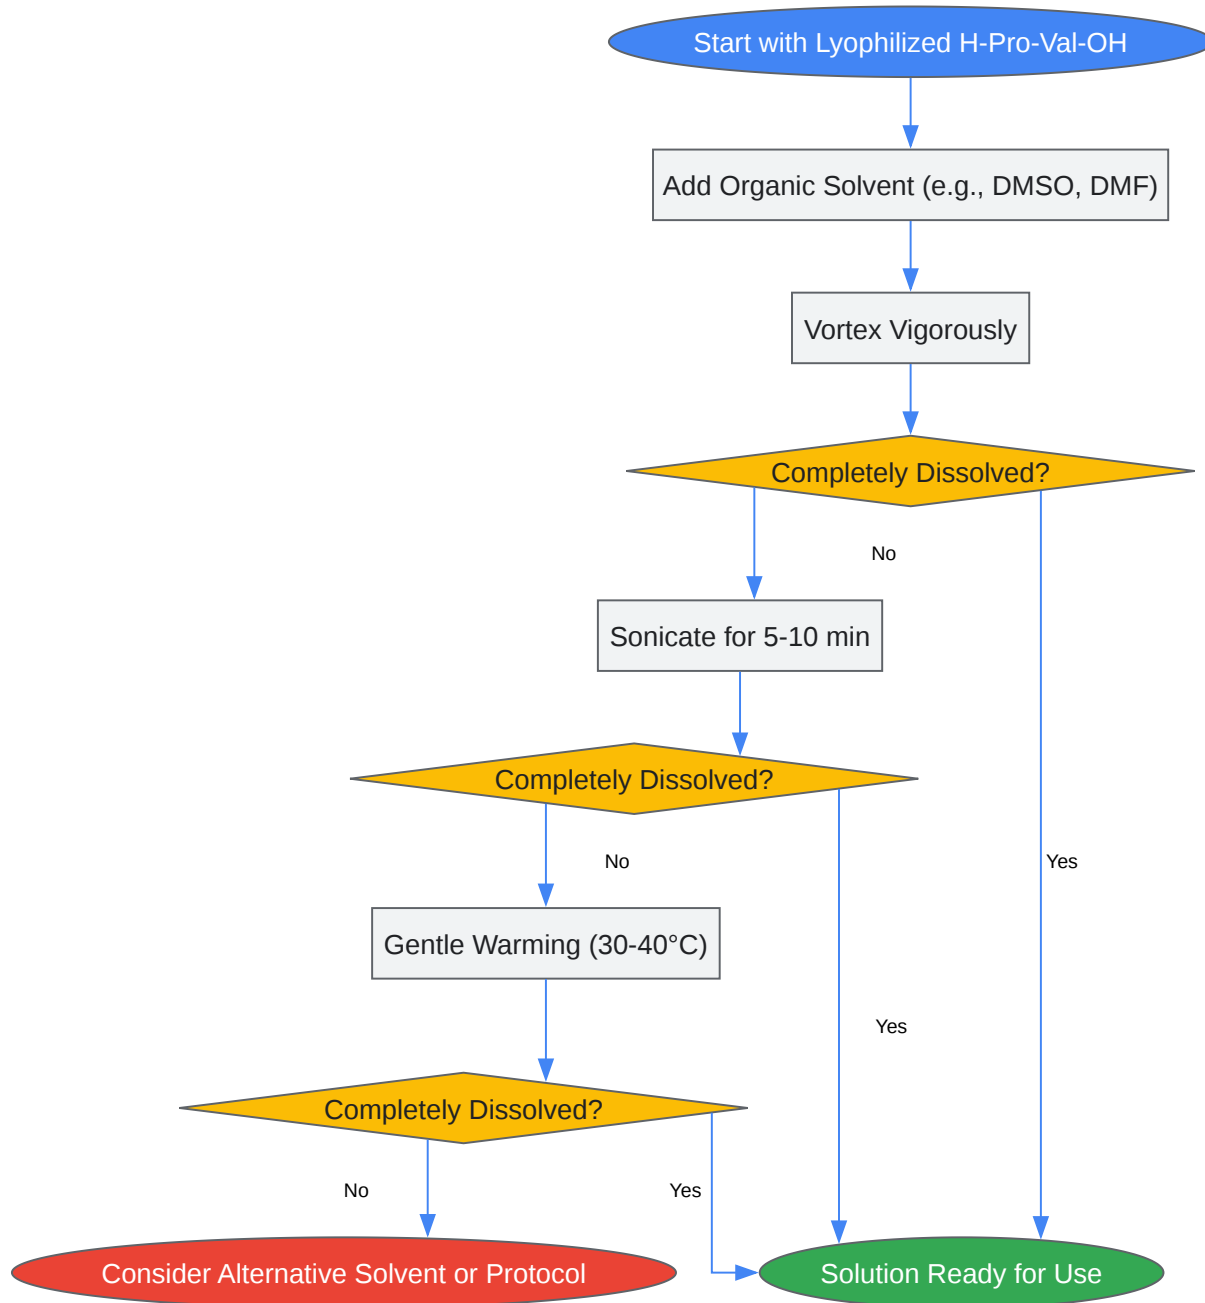 Start with Lyophilized H-Pro-Val-OH
Add Organic Solvent (e.g., DMSO, DMF)
Vortex Vigorously
Completely Dissolved?
No
Sonicate for 5-10 min
Completely Dissolved?
No
Yes
Gentle Warming (30-40°C)
Yes
Completely Dissolved?
No
Yes
Consider Alternative Solvent or Protocol
Solution Ready for Use